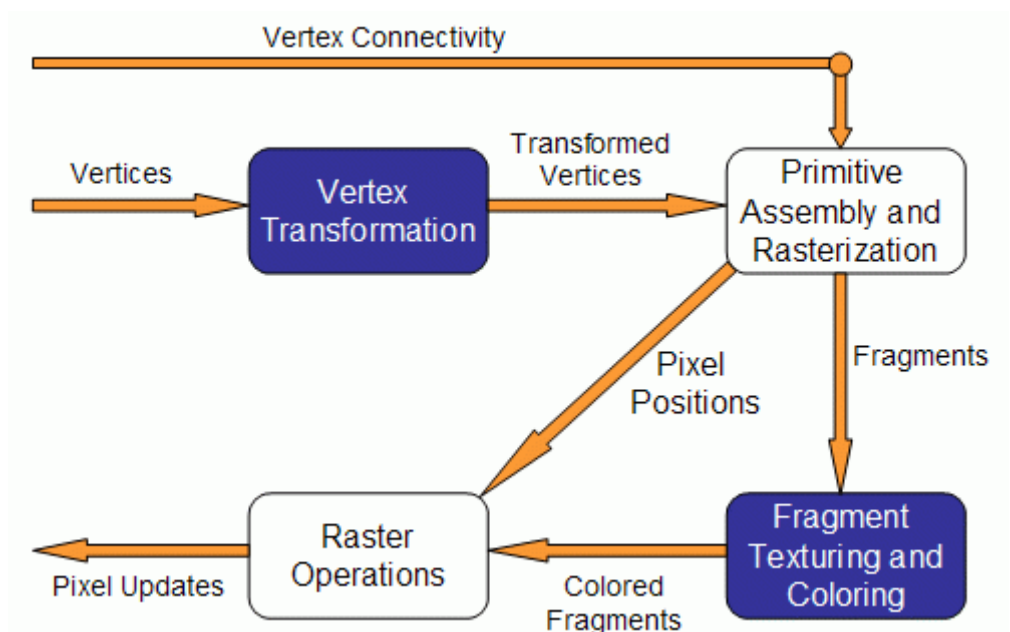 Vertex Connectivity
Vertices
Vertex
Transformation
Transformed
Vertices
Primitive
Assembly and
Rasterization
Pixel
Positions
Fragments
Fragment
Texturing and
Coloring
Colored
Fragments
Raster
Operations
Pixel Updates